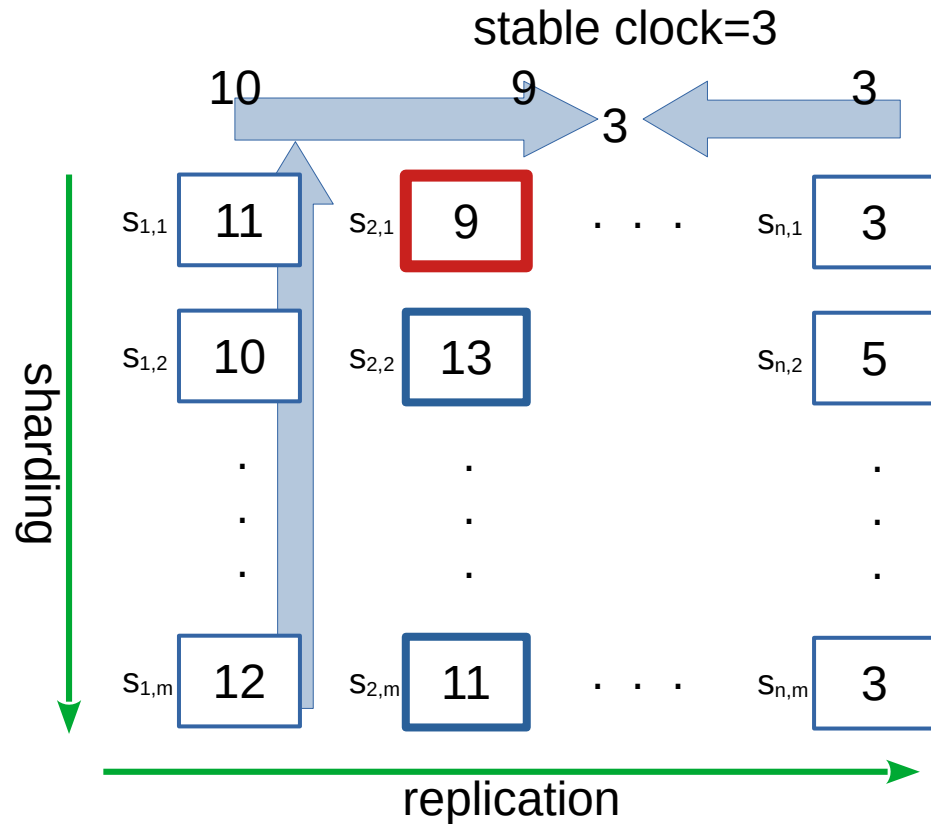 stable clock=3
10 9 3 3
s1,1 11 s2,1 9 . . . sn,1 3
s1,2 10 s2,2 13 sn,2 5
. . .
. . .
. . .
s1,m 12 s2,m 11 . . . sn,m 3
sharding
replication